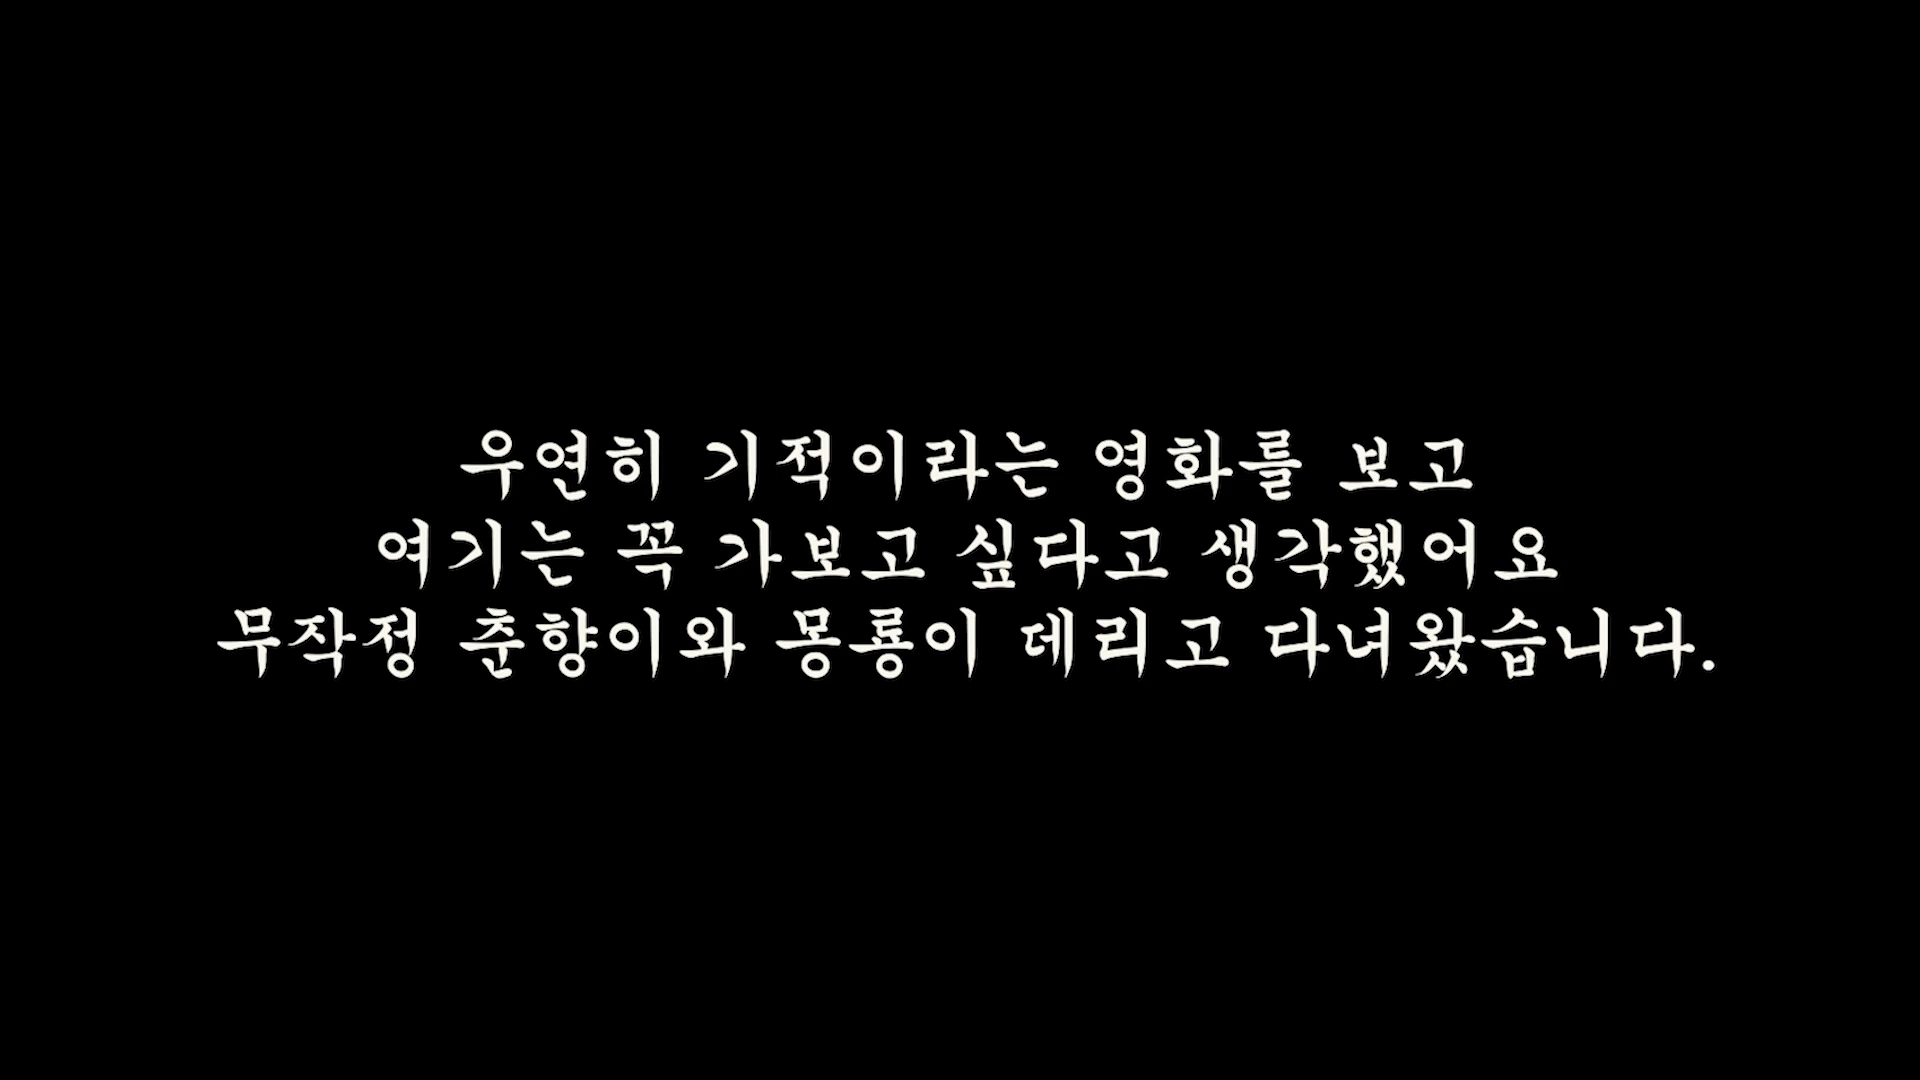 우연히 기적이라는 영화를 보고
여기는 꼭 가보고 싶다고 생각했어요
무작정 춘향이와 몽룡이 데리고 다녀왔습니다.